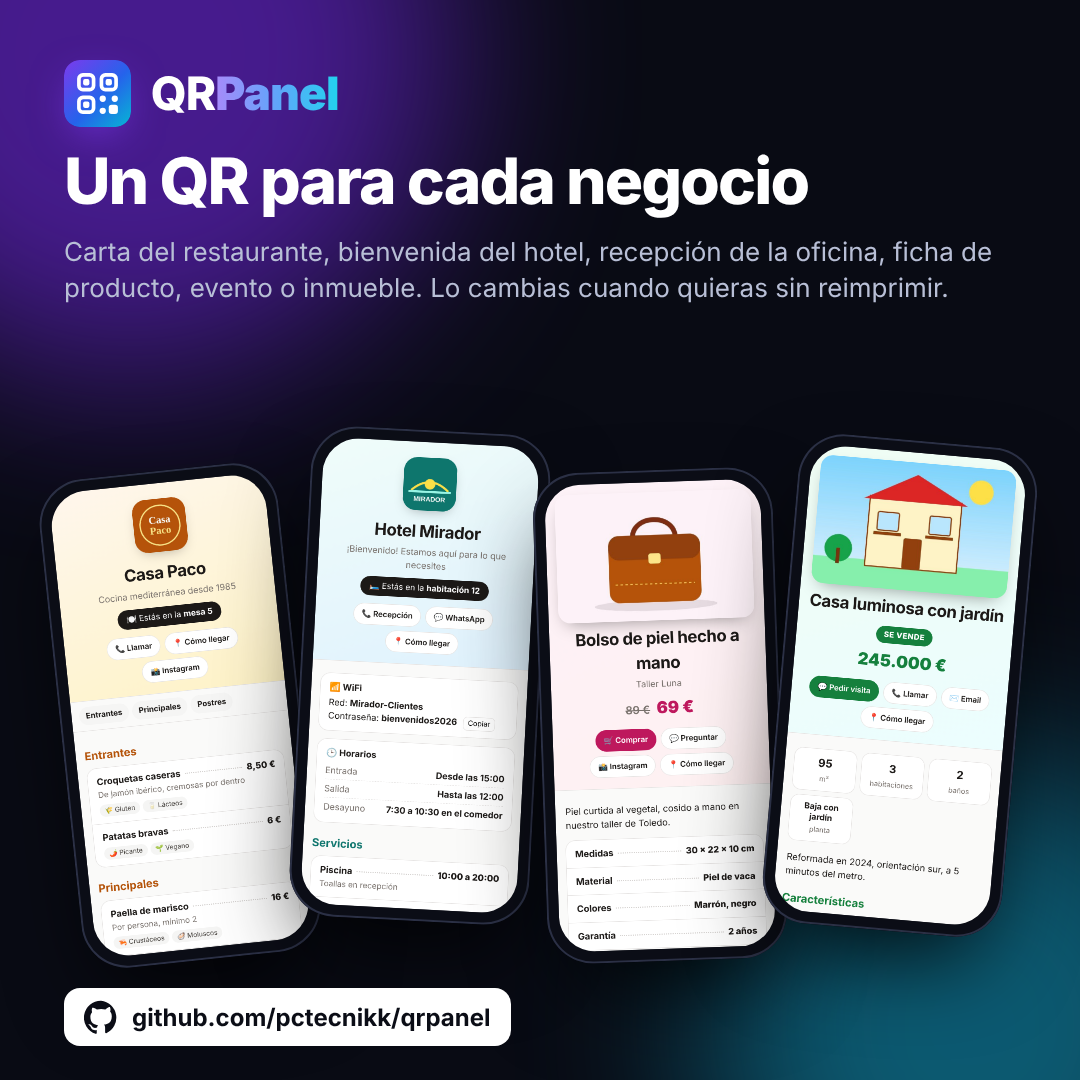 QRPanel
Un QR para cada negocio
Carta del restaurante, bienvenida del hotel, recepción de la oficina, ficha de
producto, evento o inmueble. Lo cambias cuando quieras sin reimprimir.
Casa
Paco
Casa Paco
Cocina mediterránea desde 1985
Estás en la mesa 5
Llamar
Cómo llegar
Instagram
Entrantes Principales Postres
Entrantes
Croquetas caseras 8,50 €
De jamón ibérico, cremosas por dentro
Gluten Lácteos
Patatas bravas 6 €
Picante Vegano
Principales
Paella de marisco 16 €
Por persona, mínimo 2
Crustáceos Moluscos
MIRADOR
Hotel Mirador
¡Bienvenido! Estamos aquí para lo que
necesites
Estás en la habitación 12
Recepción WhatsApp
Cómo llegar
WiFi
Red: Mirador-Clientes
Contraseña: bienvenidos2026 Copiar
Horarios
Entrada Desde las 15:00
Salida Hasta las 12:00
Desayuno 7:30 a 10:30 en el comedor
Servicios
Piscina 10:00 a 20:00
Toallas en recepción
Bolso de piel hecho a
mano
Taller Luna
89 € 69 €
Comprar Preguntar
Instagram Cómo llegar
Piel curtida al vegetal, cosido a mano en
nuestro taller de Toledo.
Medidas 30 × 22 × 10 cm
Material Piel de vaca
Colores Marrón, negro
Garantía 2 años
Casa luminosa con jardín
SE VENDE
245.000 €
Pedir visita Llamar Email
Cómo llegar
95
m²
3
habitaciones
2
baños
Baja con
jardín
planta
Reformada en 2024, orientación sur, a 5
minutos del metro.
Características
github.com/pctecnikk/qrpanel